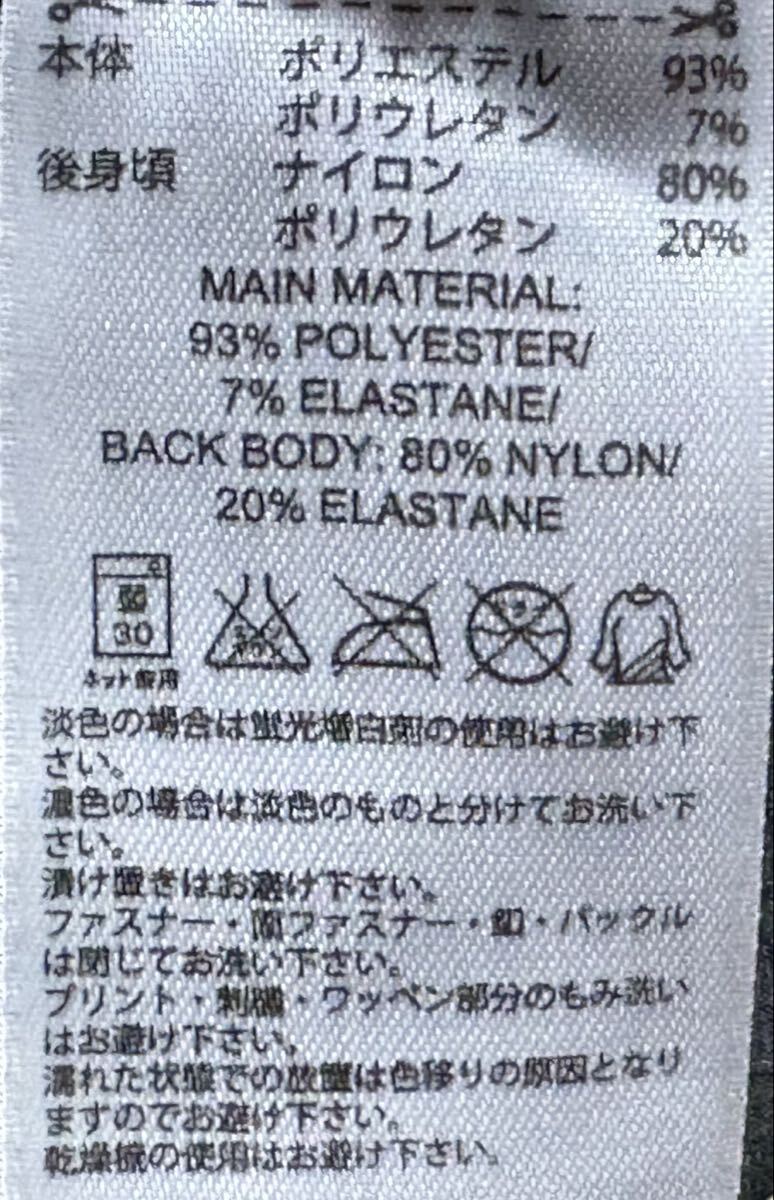 本体 ポリエステル 93%
ポリウレタン 7%
後身頃 ナイロン 80%
ポリウレタン 20%
MAIN MATERIAL:
93% POLYESTER/
7% ELASTANE/
BACK BODY: 80% NYLON/
20% ELASTANE
弱
30
ネット使用
淡色の場合は蛍光増白剤の使用はお避け下
さい。
濃色の場合は淡色のものと分けてお洗い下
さい。
漬け置きはお避け下さい。
ファスナー・面ファスナー・釦・バックル
は閉じてお洗い下さい。
プリント・刺繍・ワッペン部分のもみ洗い
はお避け下さい。
濡れた状態での放置は色移りの原因となり
ますのでお避け下さい。
乾燥機の使用はお避け下さい。